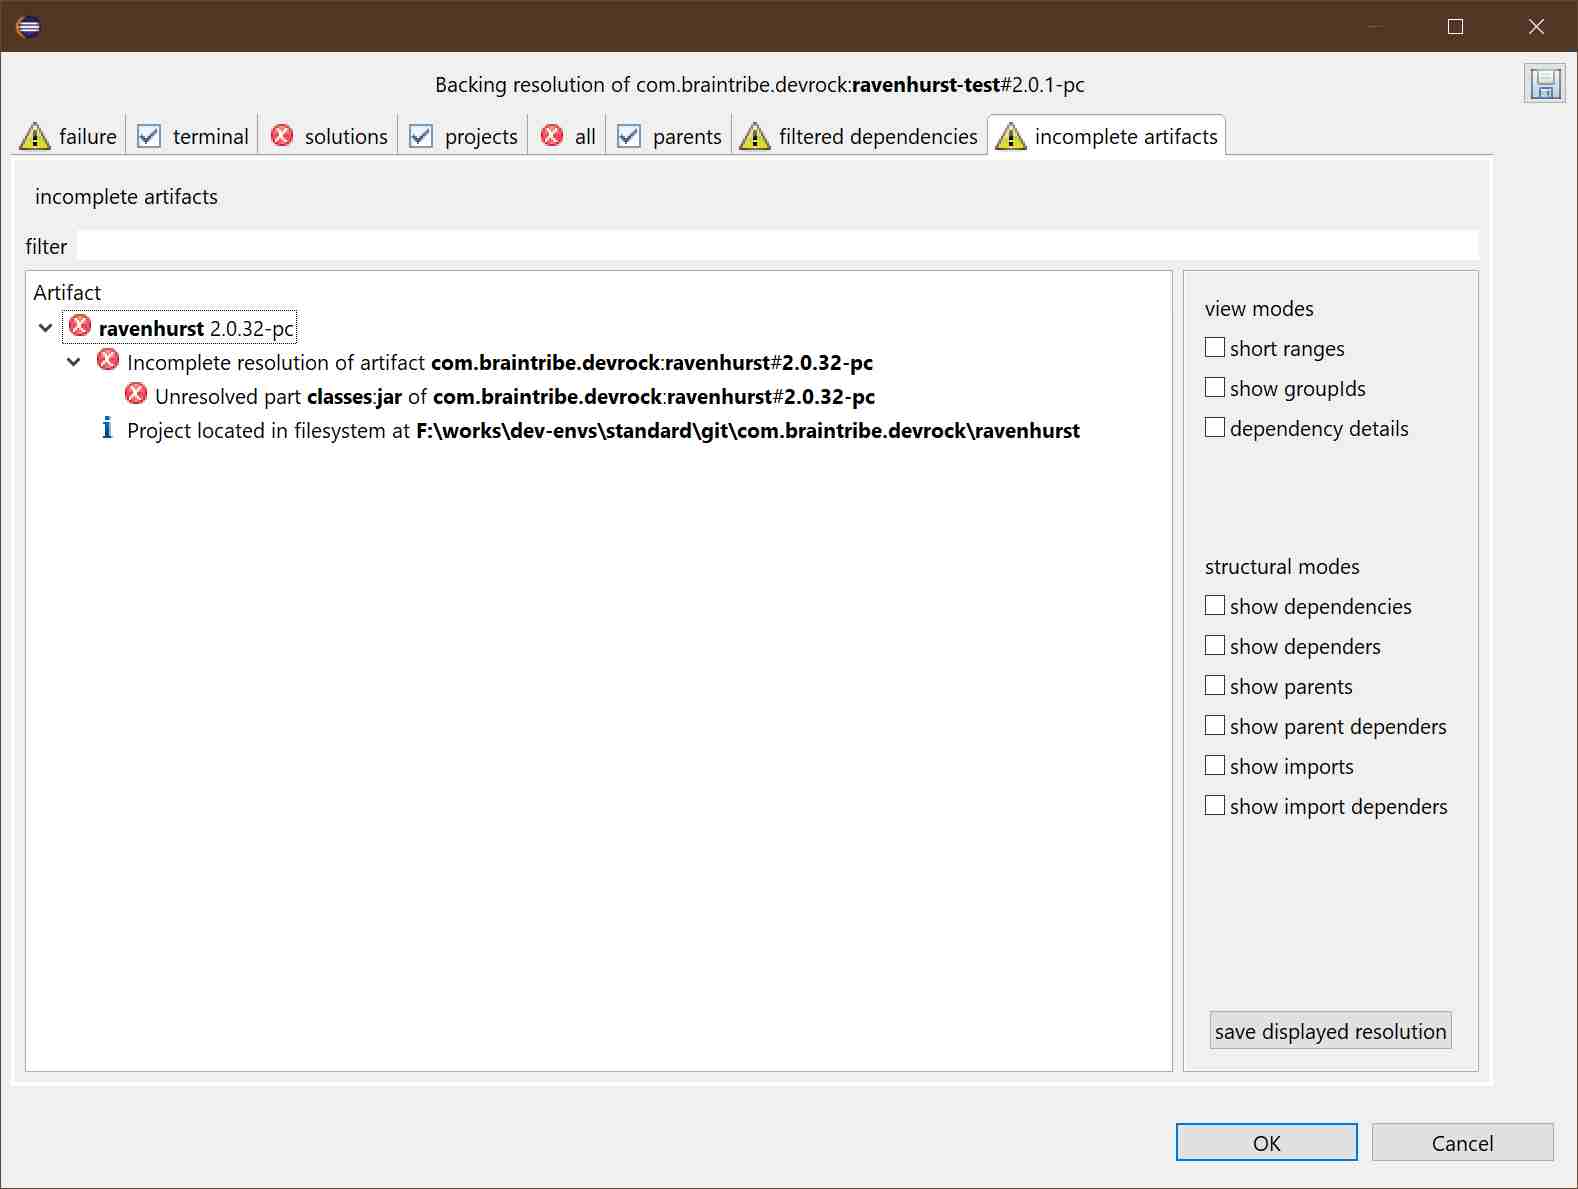 Backing resolution of com.braintribe.devrock:ravenhurst-test#2.0.1-pc
failure terminal solutions projects all parents filtered dependencies incomplete artifacts
incomplete artifacts
filter
Artifact
ravenhurst 2.0.32-pc
Incomplete resolution of artifact com.braintribe.devrock:ravenhurst#2.0.32-pc
Unresolved part classes:jar of com.braintribe.devrock:ravenhurst#2.0.32-pc
Project located in filesystem at F:\works\dev-envs\standard\git\com.braintribe.devrock\ravenhurst
view modes
short ranges
show groupIds
dependency details
structural modes
show dependencies
show dependers
show parents
show parent dependers
show imports
show import dependers
save displayed resolution
OK Cancel